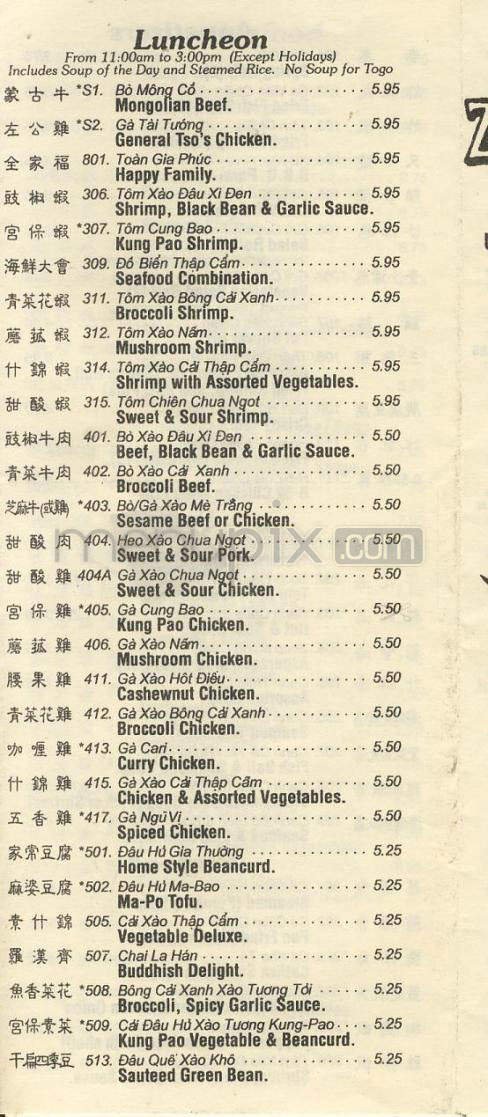 Luncheon
From 11:00am to 3:00pm (Except Holidays)
Includes Soup of the Day and Steamed Rice. No Soup for Togo
蒙古牛 *S1. Bò Mông Cổ 5.95
Mongolian Beef.
左公雞 *S2. Gà Tài Tướng 5.95
General Tso's Chicken.
全家福 801. Toàn Gia Phúc 5.95
Happy Family.
豉椒蝦 306. Tôm Xào Đâu Xì Đen 5.95
Shrimp, Black Bean & Garlic Sauce.
宮保蝦 *307. Tôm Cung Bao 5.95
Kung Pao Shrimp.
海鮮大會 309. Đồ Biển Thập Cẩm 5.95
Seafood Combination.
青菜花蝦 311. Tôm Xào Bông Cải Xanh 5.95
Broccoli Shrimp.
蘑菰蝦 312. Tôm Xào Nấm 5.95
Mushroom Shrimp.
什錦蝦 314. Tôm Xào Cải Thập Cẩm 5.95
Shrimp with Assorted Vegetables.
甜酸蝦 315. Tôm Chiên Chua Ngot 5.95
Sweet & Sour Shrimp.
豉椒牛肉 401. Bò Xào Đâu Xì Đen 5.50
Beef, Black Bean & Garlic Sauce.
青菜牛肉 402. Bò Xào Cải Xanh 5.50
Broccoli Beef.
芝麻牛(或雞) *403. Bò/Gà Xào Mè Trắng 5.50
Sesame Beef or Chicken.
甜酸肉 404. Heo Xào Chua Ngot 5.50
Sweet & Sour Pork.
甜酸雞 404A Gà Xào Chua Ngot 5.50
Sweet & Sour Chicken.
宮保雞 *405. Gà Cung Bao 5.50
Kung Pao Chicken.
蘑菰雞 406. Gà Xào Nấm 5.50
Mushroom Chicken.
腰果雞 411. Gà Xào Hôt Điều 5.50
Cashewnut Chicken.
青菜花雞 412. Gà Xào Bông Cải Xanh 5.50
Broccoli Chicken.
咖喱雞 *413. Gà Cari 5.50
Curry Chicken.
什錦雞 415. Gà Xào Cải Thập Cẩm 5.50
Chicken & Assorted Vegetables.
五香雞 *417. Gà Ngũ Vi 5.50
Spiced Chicken.
家常豆腐 *501. Đâu Hủ Gia Thường 5.25
Home Style Beancurd.
麻婆豆腐 *502. Đâu Hủ Ma-Bao 5.25
Ma-Po Tofu.
素什錦 505. Cải Xào Thập Cẩm 5.25
Vegetable Deluxe.
羅漢齊 507. Chai La Hán 5.25
Buddhish Delight.
魚香菜花 *508. Bông Cải Xanh Xào Tương Tỏi 5.25
Broccoli, Spicy Garlic Sauce.
宮保素菜 *509. Cải Đâu Hủ Xào Tương Kung-Pao 5.25
Kung Pao Vegetable & Beancurd.
干扁四季豆 513. Đâu Quế Xào Khô 5.25
Sauteed Green Bean.